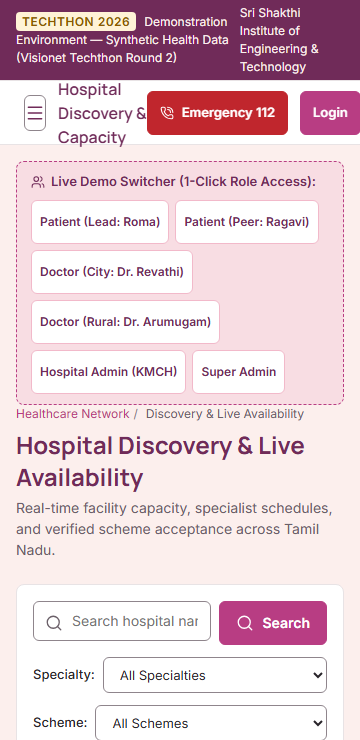 TECHTHON 2026 Demonstration
Environment — Synthetic Health Data
(Visionet Techthon Round 2)
Sri Shakthi
Institute of
Engineering &
Technology
Hospital
Discovery &
Capacity
Emergency 112
Login
Live Demo Switcher (1-Click Role Access):
Patient (Lead: Roma)
Patient (Peer: Ragavi)
Doctor (City: Dr. Revathi)
Doctor (Rural: Dr. Arumugam)
Hospital Admin (KMCH)
Super Admin
Healthcare Network / Discovery & Live Availability
Hospital Discovery & Live
Availability
Real-time facility capacity, specialist schedules,
and verified scheme acceptance across Tamil
Nadu.
Search hospital nar
Search
Specialty: All Specialties
Scheme: All Schemes